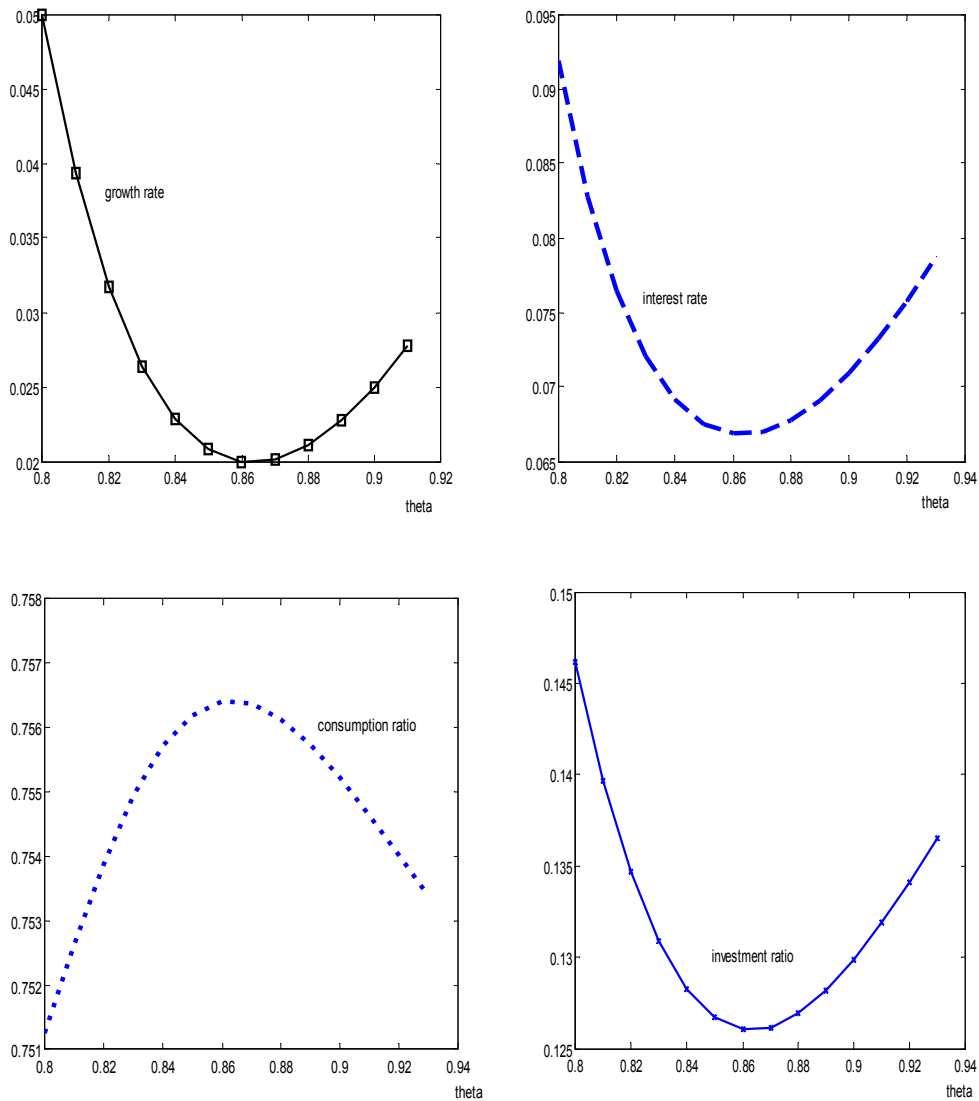 0.05
0.045
0.04
0.035
0.03
0.025
0.02
growth rate
0.8 0.82 0.84 0.86 0.88 0.9 0.92
theta
0.095
0.09
0.085
0.08
0.075
0.07
0.065
interest rate
0.8 0.82 0.84 0.86 0.88 0.9 0.92 0.94
theta
0.758
0.757
0.756
0.755
0.754
0.753
0.752
0.751
consumption ratio
0.8 0.82 0.84 0.86 0.88 0.9 0.92 0.94
theta
0.15
0.145
0.14
0.135
0.13
0.125
investment ratio
0.8 0.82 0.84 0.86 0.88 0.9 0.92 0.94
theta